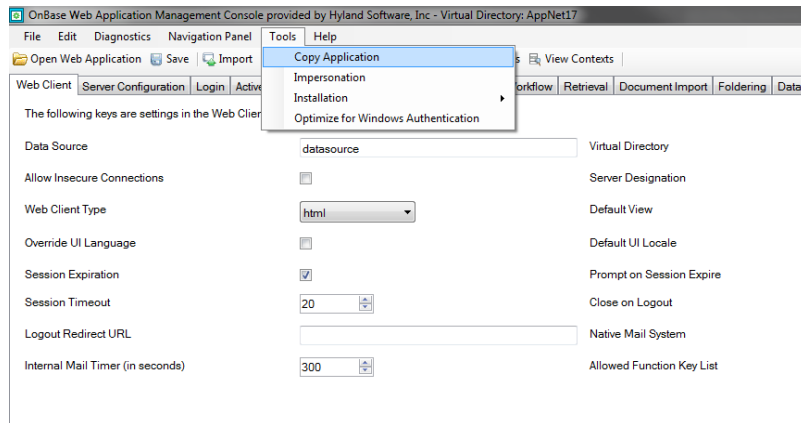 OnBase Web Application Management Console provided by Hyland Software, Inc - Virtual Directory: AppNet17
File Edit Diagnostics Navigation Panel Tools Help
Open Web Application Save Import Copy Application View Contexts
Impersonation
Web Client Server Configuration Login Retrieval Document Import Foldering
Installation
The following keys are settings in the Web
Optimize for Windows Authentication
Data Source datasource Virtual Directory
Allow Insecure Connections Server Designation
Web Client Type html Default View
Override UI Language Default UI Locale
Session Expiration Prompt on Session Expire
Session Timeout 20 Close on Logout
Logout Redirect URL Native Mail System
Internal Mail Timer (in seconds) 300 Allowed Function Key List